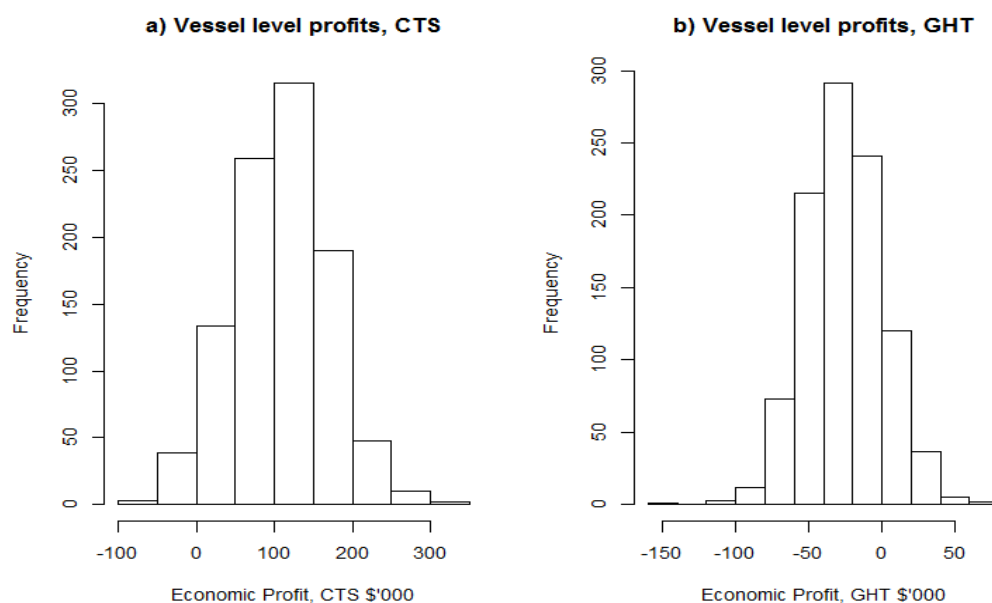 a) Vessel level profits, CTS
Frequency
300
250
200
150
100
50
0
-100 0 100 200 300
Economic Profit, CTS $'000
b) Vessel level profits, GHT
Frequency
300
250
200
150
100
50
0
-150 -100 -50 0 50
Economic Profit, GHT $'000